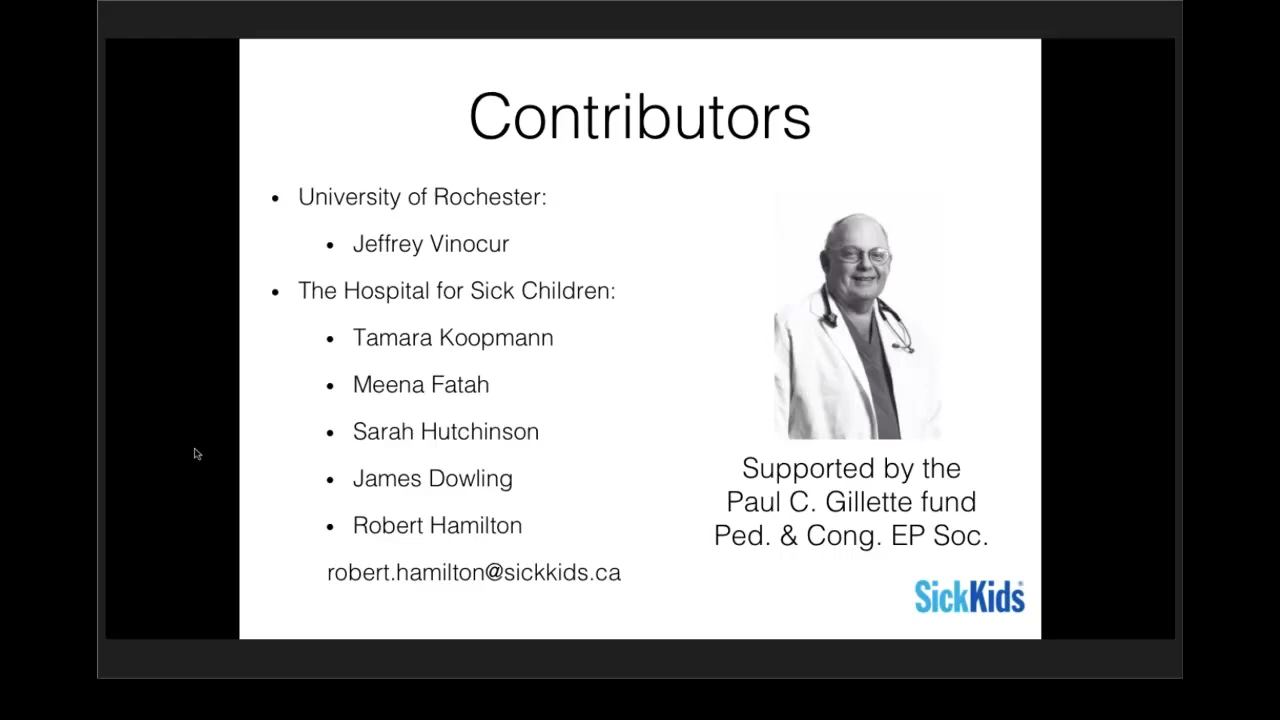 Contributors
• University of Rochester:
• Jeffrey Vinocur
• The Hospital for Sick Children:
• Tamara Koopmann
• Meena Fatah
• Sarah Hutchinson
• James Dowling
• Robert Hamilton
robert.hamilton@sickkids.ca
Supported by the
Paul C. Gillette fund
Ped. & Cong. EP Soc.
SickKids®